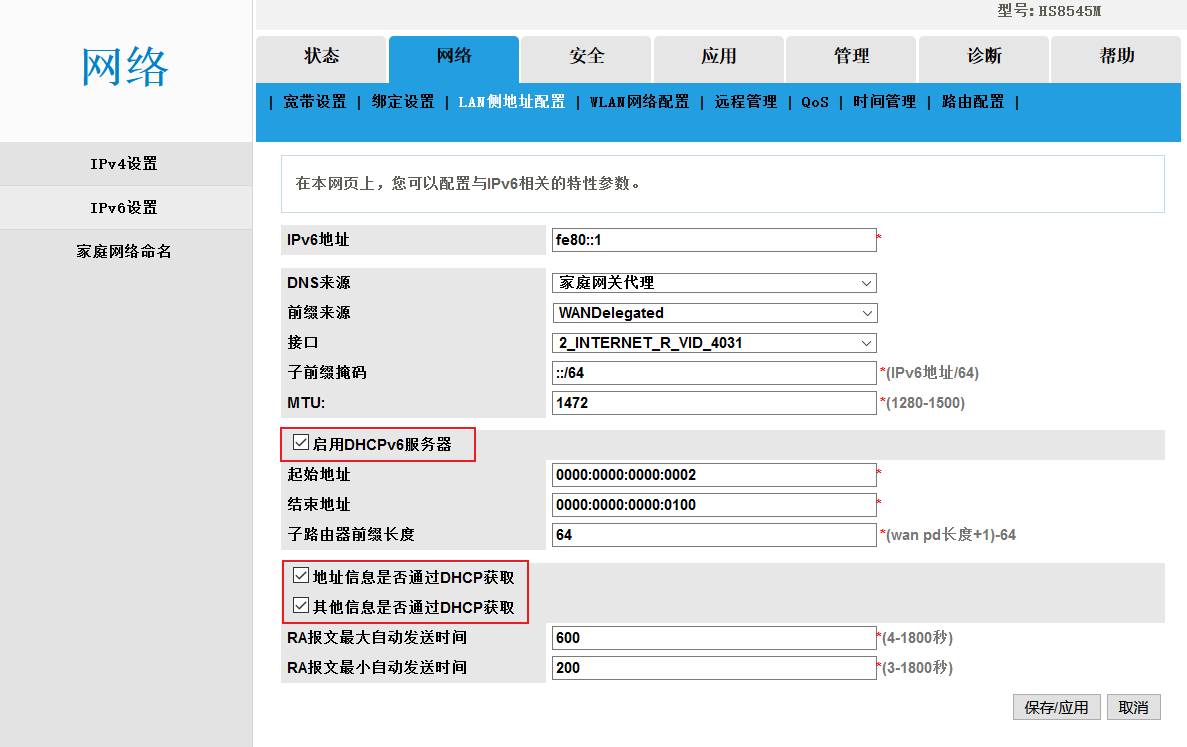 型号: HS8545M
网络
状态 网络 安全 应用 管理 诊断 帮助
| 宽带设置 | 绑定设置 | LAN侧地址配置 | WLAN网络配置 | 远程管理 | QoS | 时间管理 | 路由配置 |
IPv4设置
IPv6设置
家庭网络命名
在本网页上，您可以配置与IPv6相关的特性参数。
IPv6地址 fe80::1 *
DNS来源 家庭网关代理
前缀来源 WANDelegated
接口 2_INTERNET_R_VID_4031
子前缀掩码 ::/64 *(IPv6地址/64)
MTU: 1472 *(1280-1500)
启用DHCPv6服务器
起始地址 0000:0000:0000:0002 *
结束地址 0000:0000:0000:0100 *
子路由器前缀长度 64 *(wan pd长度+1)-64
地址信息是否通过DHCP获取
其他信息是否通过DHCP获取
RA报文最大自动发送时间 600 *(4-1800秒)
RA报文最小自动发送时间 200 *(3-1800秒)
保存/应用 取消